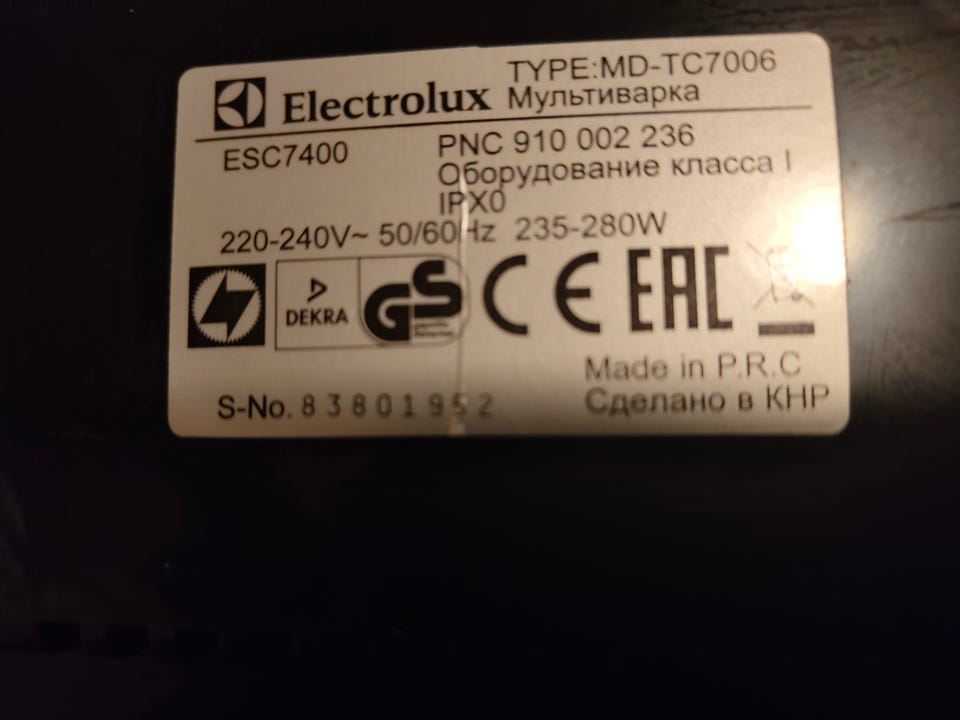 Electrolux TYPE:MD-TC7006
Мультиварка
ESC7400 PNC 910 002 236
Оборудование класса I
IPX0
220-240V~ 50/60Hz 235-280W
DEKRA GS CE EAC
Made in P.R.C
S-No. 83801952 Сделано в КНР